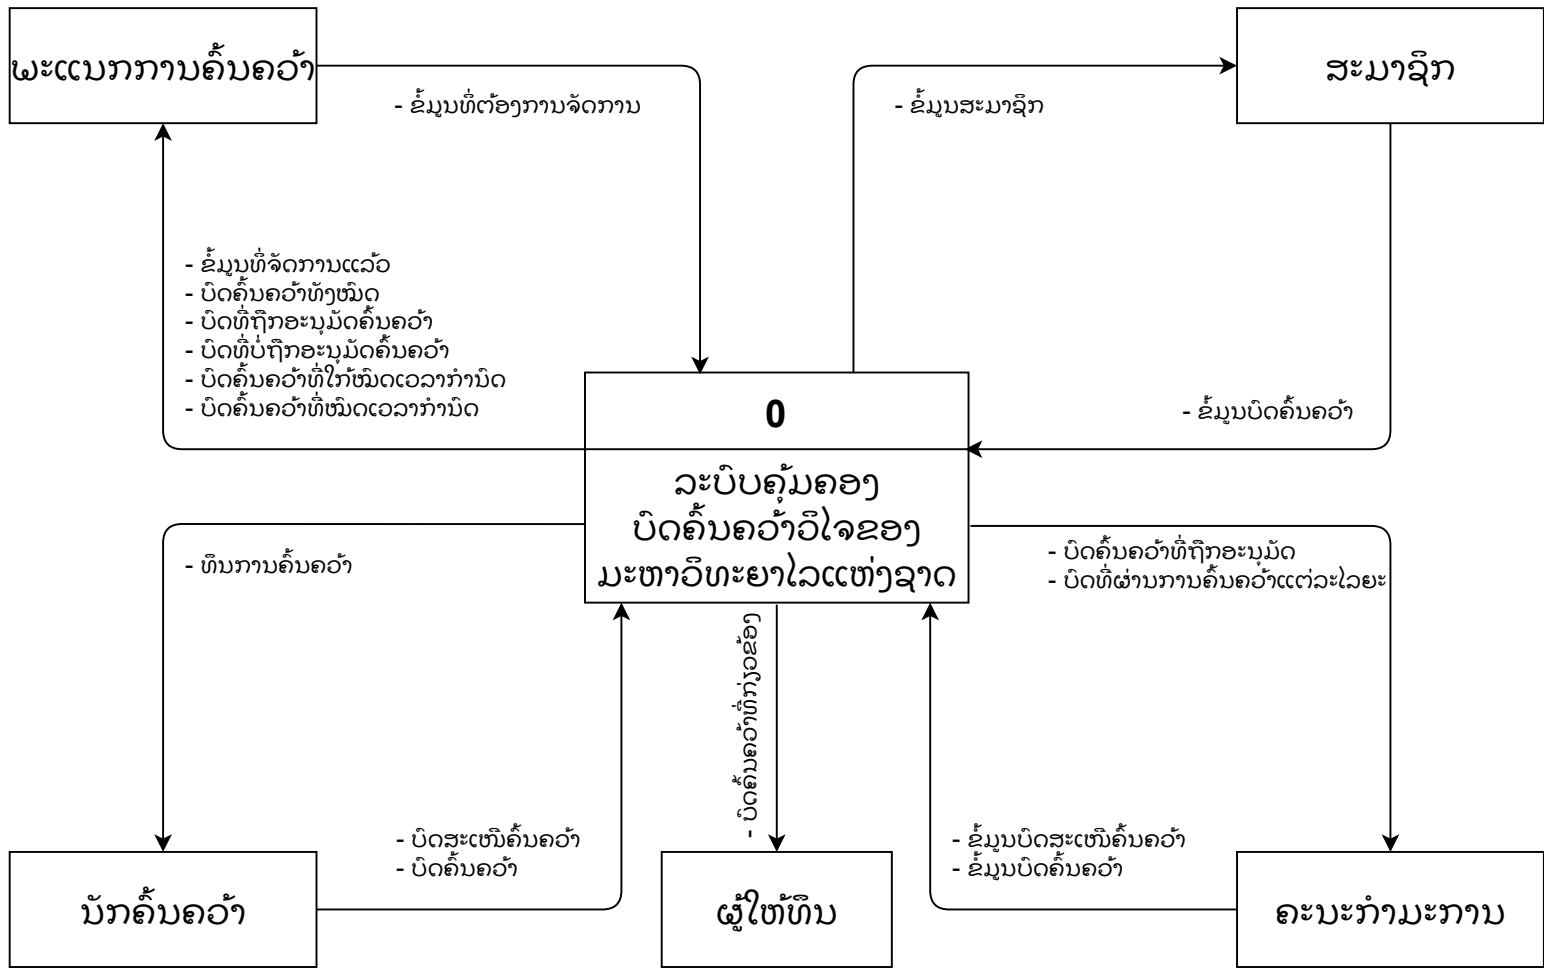 ພະແນກການຄົ້ນຄວ້າ
ສະມາຊິກ
- ຂໍ້ມູນທີ່ຕ້ອງການຈັດການ
- ຂໍ້ມູນສະມາຊິກ
- ຂໍ້ມູນທີ່ຈັດການແລ້ວ
- ບົດຄົ້ນຄວ້າທັງໝົດ
- ບົດທີ່ຖືກອະນຸມັດຄົ້ນຄວ້າ
- ບົດທີ່ບໍ່ຖືກອະນຸມັດຄົ້ນຄວ້າ
- ບົດຄົ້ນຄວ້າທີ່ໃກ້ໝົດເວລາກຳນົດ
- ບົດຄົ້ນຄວ້າທີ່ໝົດເວລາກຳນົດ
- ຂໍ້ມູນບົດຄົ້ນຄວ້າ
0
ລະບົບຄຸ້ມຄອງ
ບົດຄົ້ນຄວ້າວິໄຈຂອງ
ມະຫາວິທະຍາໄລແຫ່ງຊາດ
- ທຶນການຄົ້ນຄວ້າ
- ບົດຄົ້ນຄວ້າທີ່ຖືກອະນຸມັດ
- ບົດທີ່ຜ່ານການຄົ້ນຄວ້າແຕ່ລະໄລຍະ
- ບົດຄົ້ນຄວ້າທີ່ກ່ຽວຂ້ອງ
- ບົດສະເໜີຄົ້ນຄວ້າ
- ບົດຄົ້ນຄວ້າ
- ຂໍ້ມູນບົດສະເໜີຄົ້ນຄວ້າ
- ຂໍ້ມູນບົດຄົ້ນຄວ້າ
ນັກຄົ້ນຄວ້າ
ຜູ້ໃຫ້ທຶນ
ຄະນະກຳມະການ